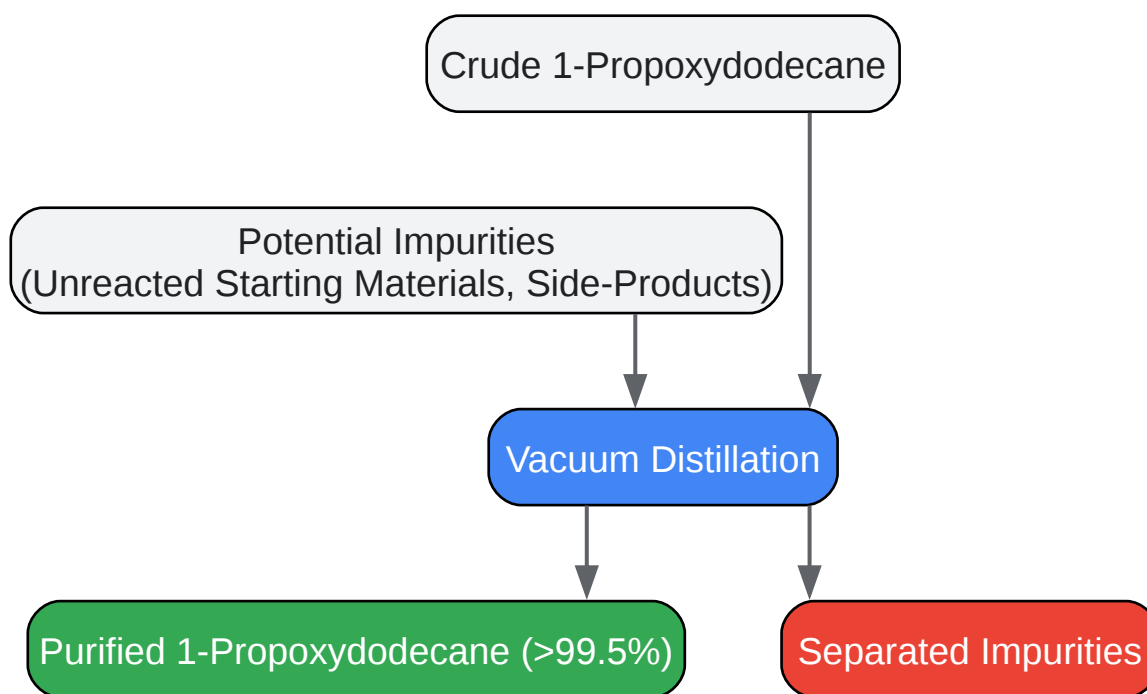 Crude 1-Propoxydodecane
Potential Impurities
(Unreacted Starting Materials, Side-Products)
Vacuum Distillation
Purified 1-Propoxydodecane (>99.5%)
Separated Impurities